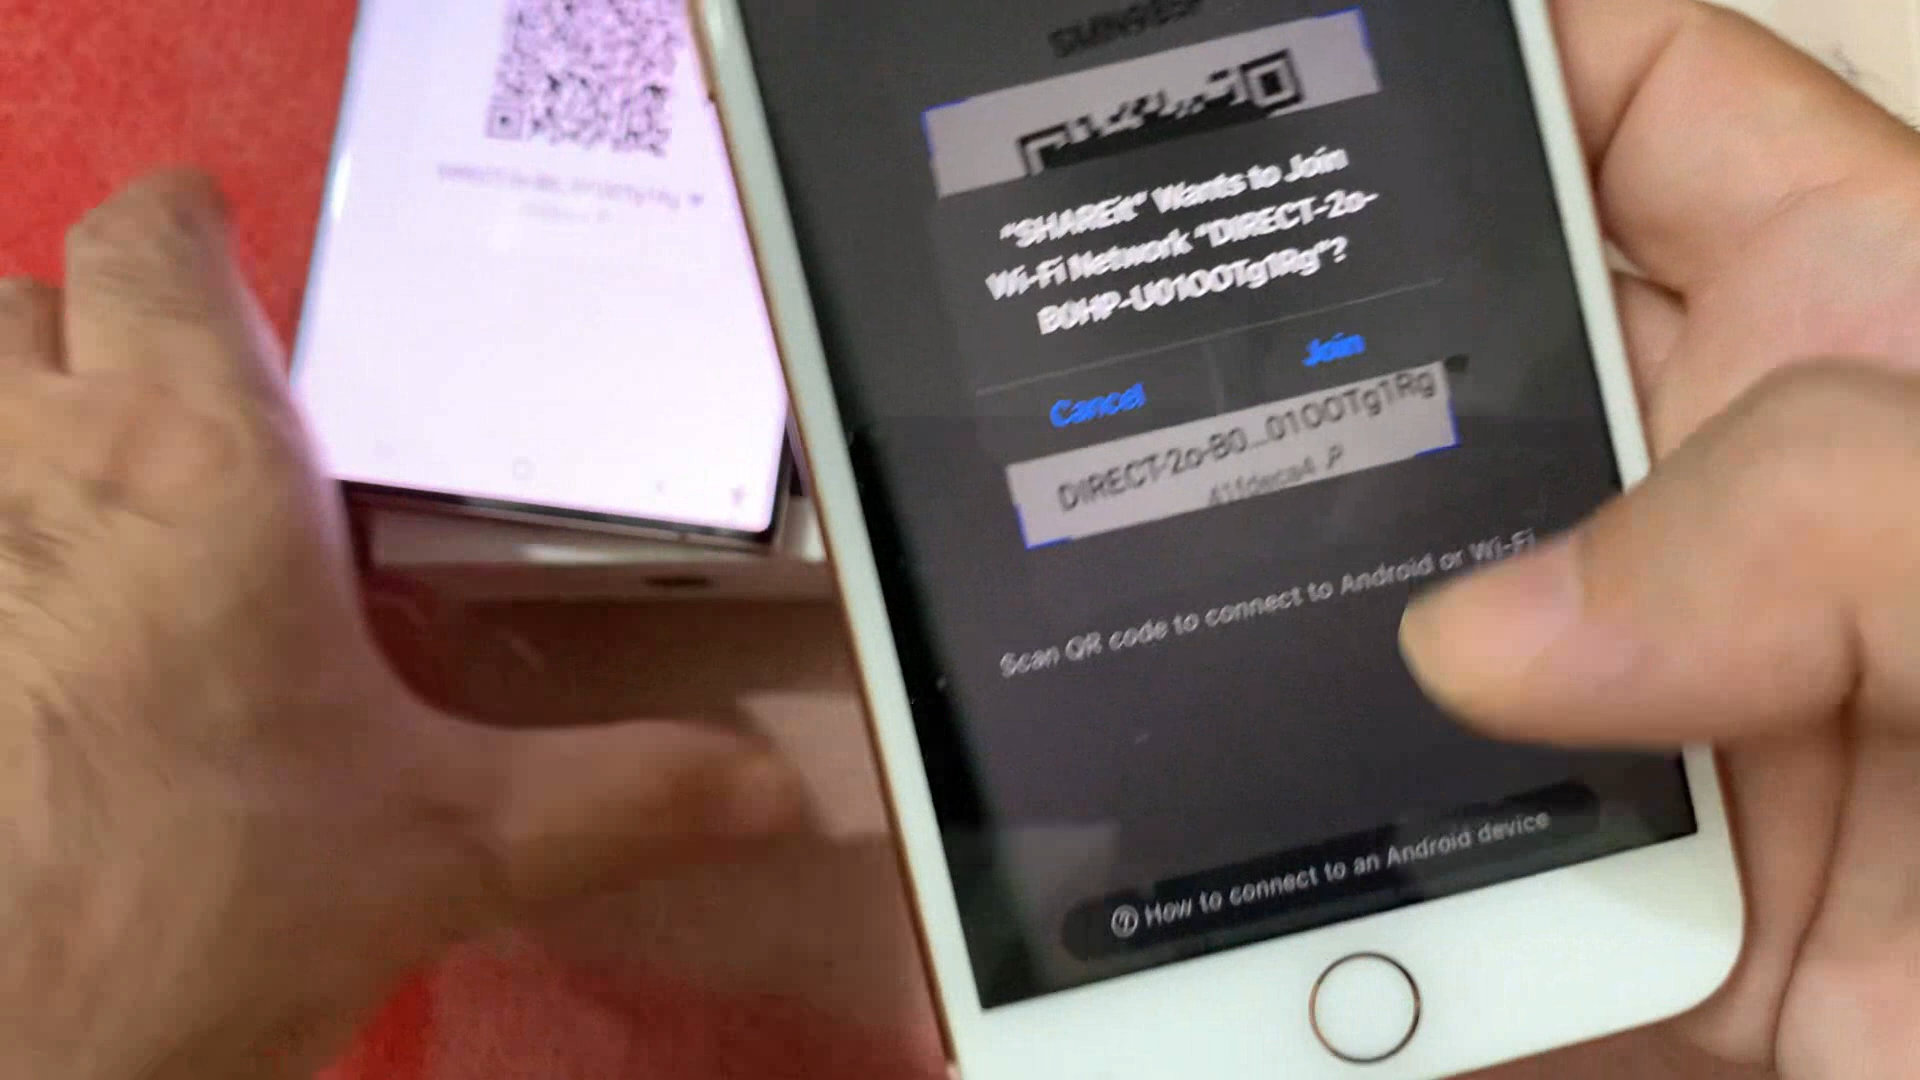 "SHAREit" Wants to Join
Wi-Fi Network "DIRECT-2o-
B0HP-U01OOTg1Rg"?
Cancel
Join
DIRECT-2o-B0...01OOTg1Rg
411deca4
Scan QR code to connect to Android or Wi-Fi
How to connect to an Android device